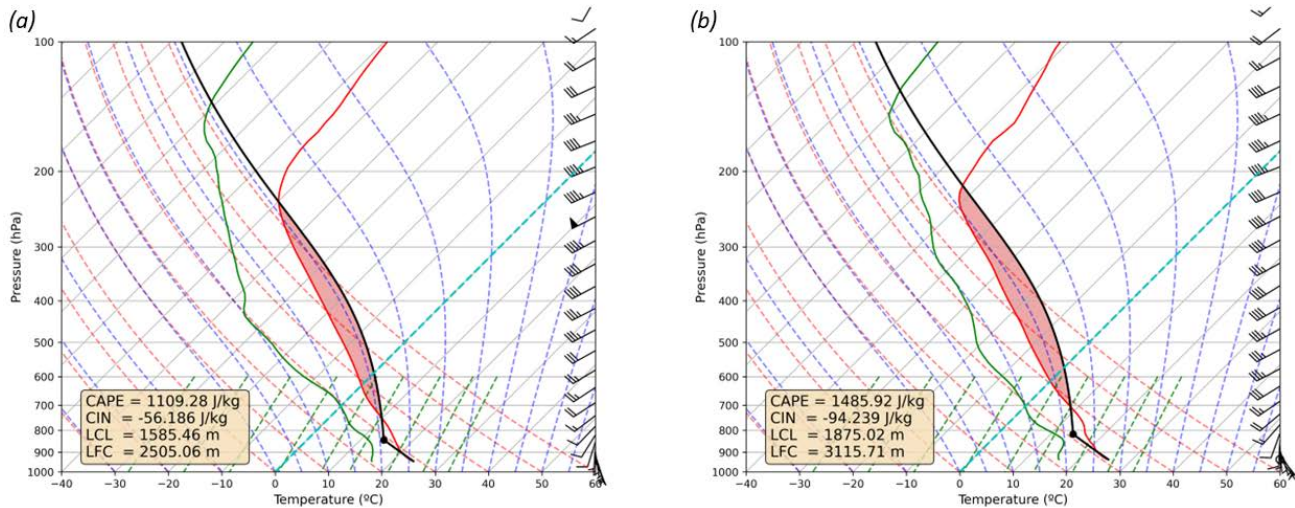 (a)
100
200
300
400
500
600
700
800
900
1000
Pressure (hPa)
CAPE = 1109.28 J/kg
CIN = -56.186 J/kg
LCL = 1585.46 m
LFC = 2505.06 m
-40 -30 -20 -10 0 10 20 30 40 50 60
Temperature (ºC)
(b)
100
200
300
400
500
600
700
800
900
1000
Pressure (hPa)
CAPE = 1485.92 J/kg
CIN = -94.239 J/kg
LCL = 1875.02 m
LFC = 3115.71 m
-40 -30 -20 -10 0 10 20 30 40 50 60
Temperature (ºC)